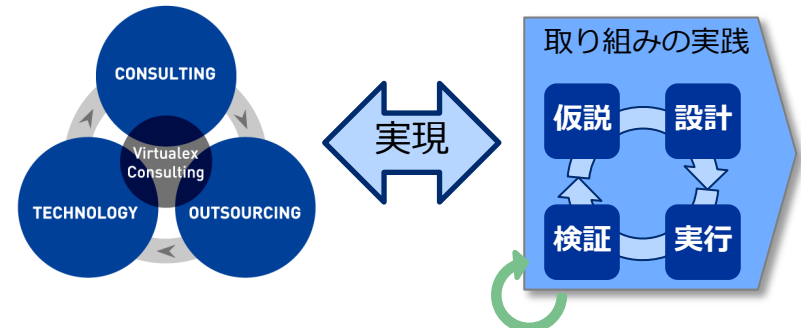 CONSULTING
Virtualex
Consulting
TECHNOLOGY
OUTSOURCING
実現
取り組みの実践
仮説
設計
検証
実行